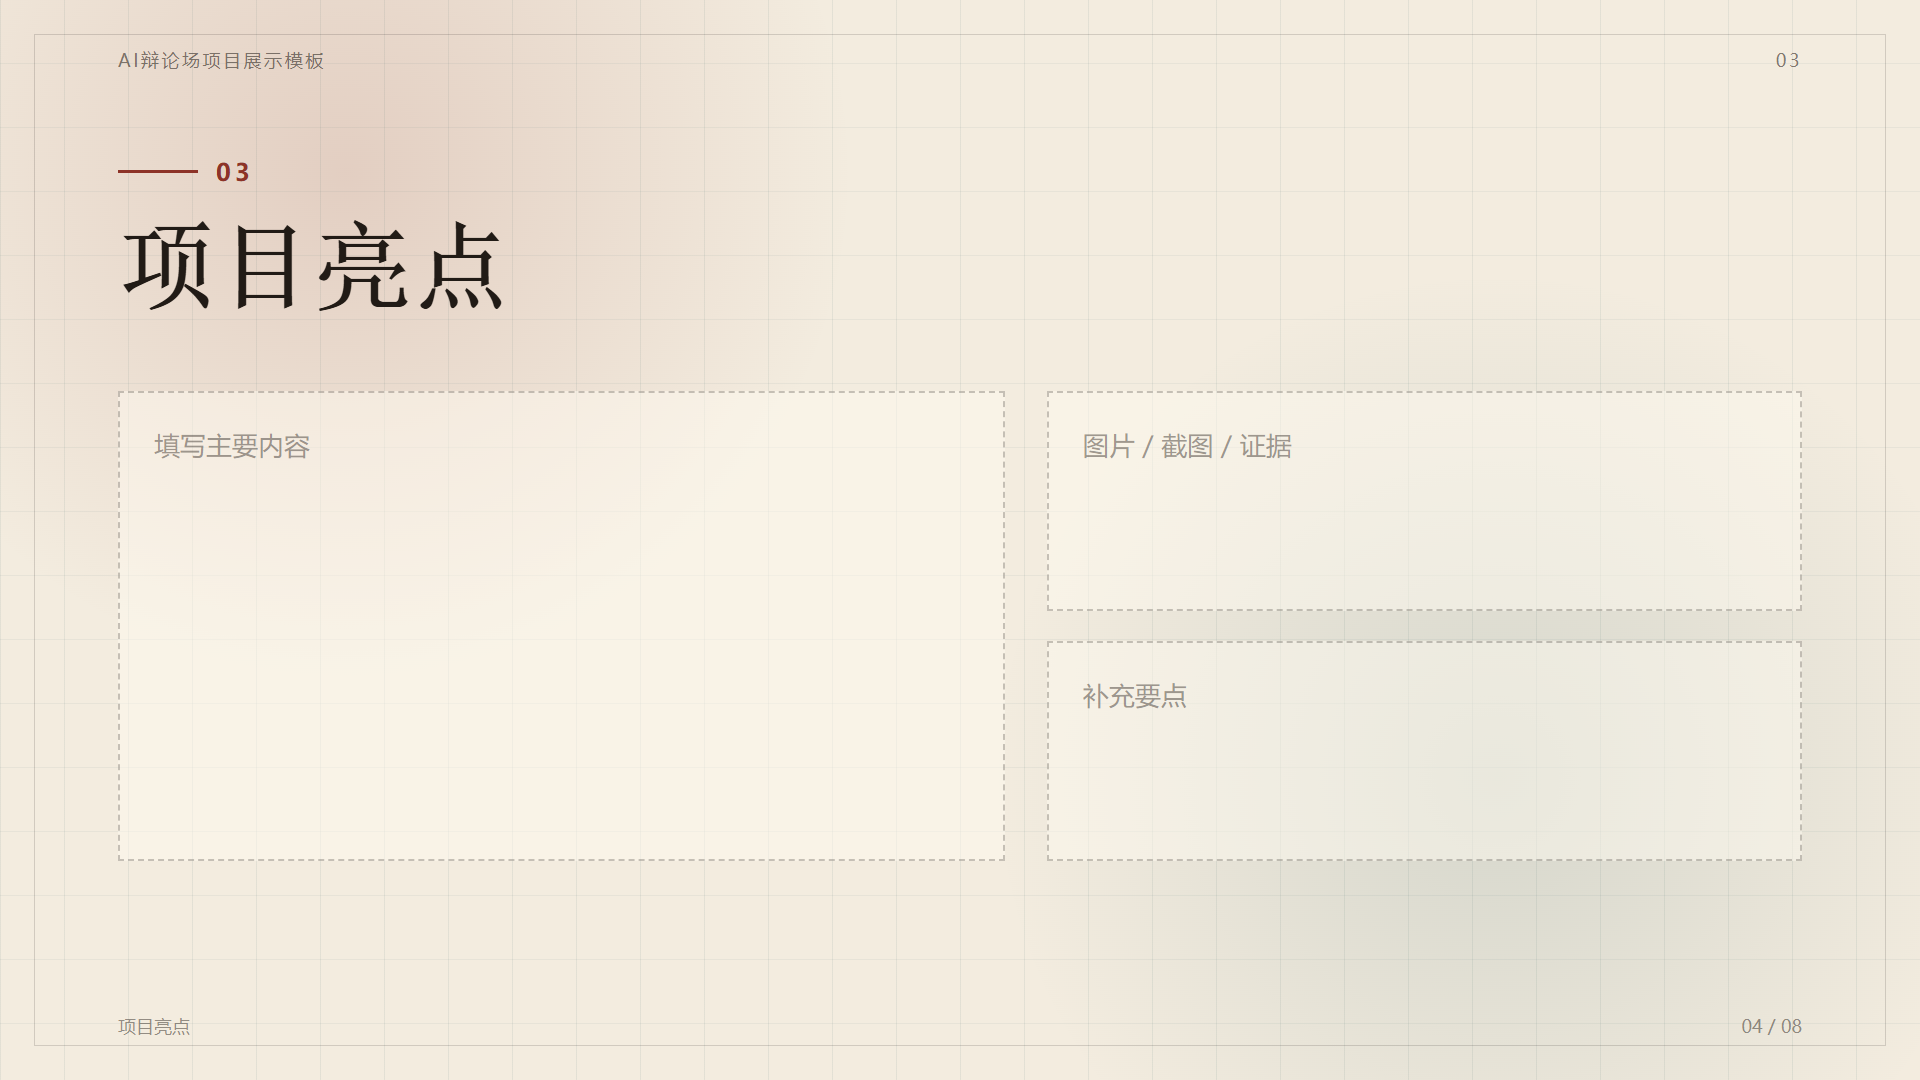 AI辩论场项目展示模板
03
03
项目亮点
填写主要内容
图片 / 截图 / 证据
补充要点
项目亮点
04 / 08